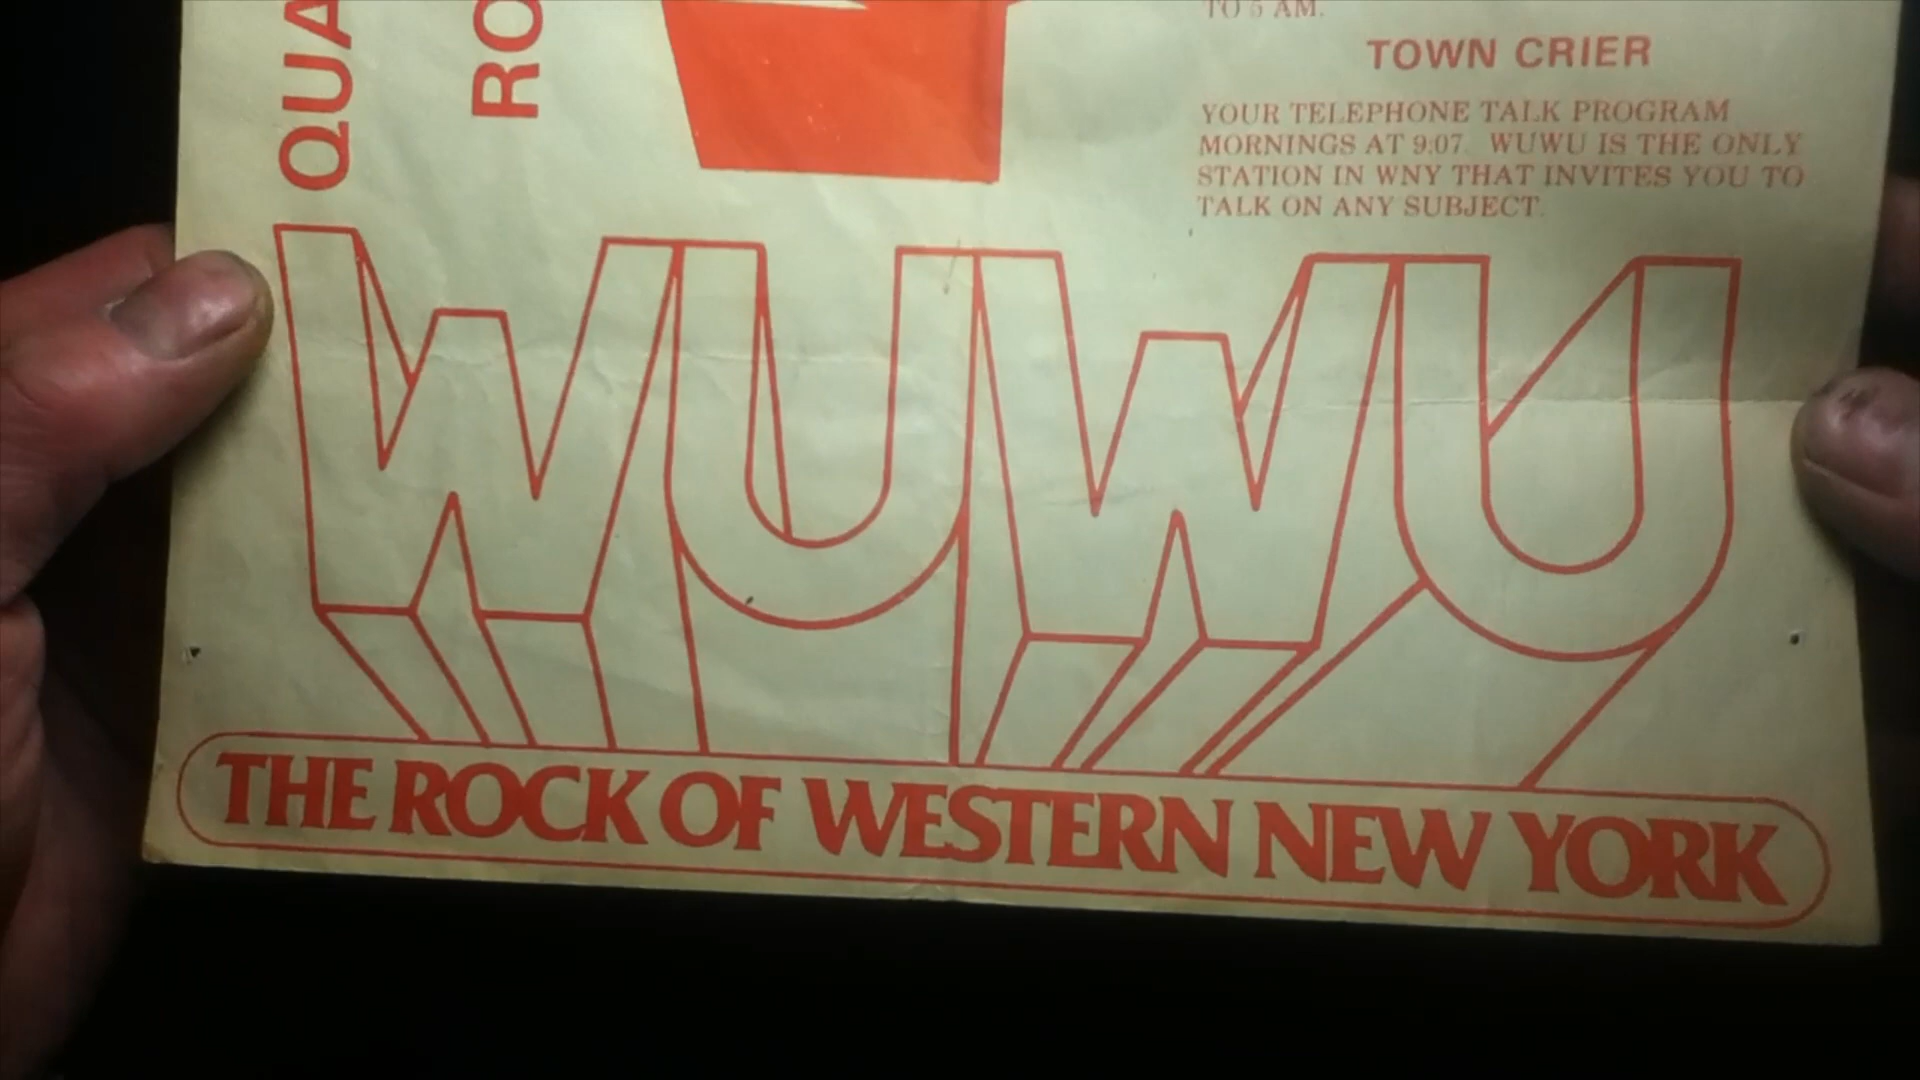 QUA
RO
TO 5 AM.
TOWN CRIER
YOUR TELEPHONE TALK PROGRAM
MORNINGS AT 9:07. WUWU IS THE ONLY
STATION IN WNY THAT INVITES YOU TO
TALK ON ANY SUBJECT.
WUWU
THE ROCK OF WESTERN NEW YORK